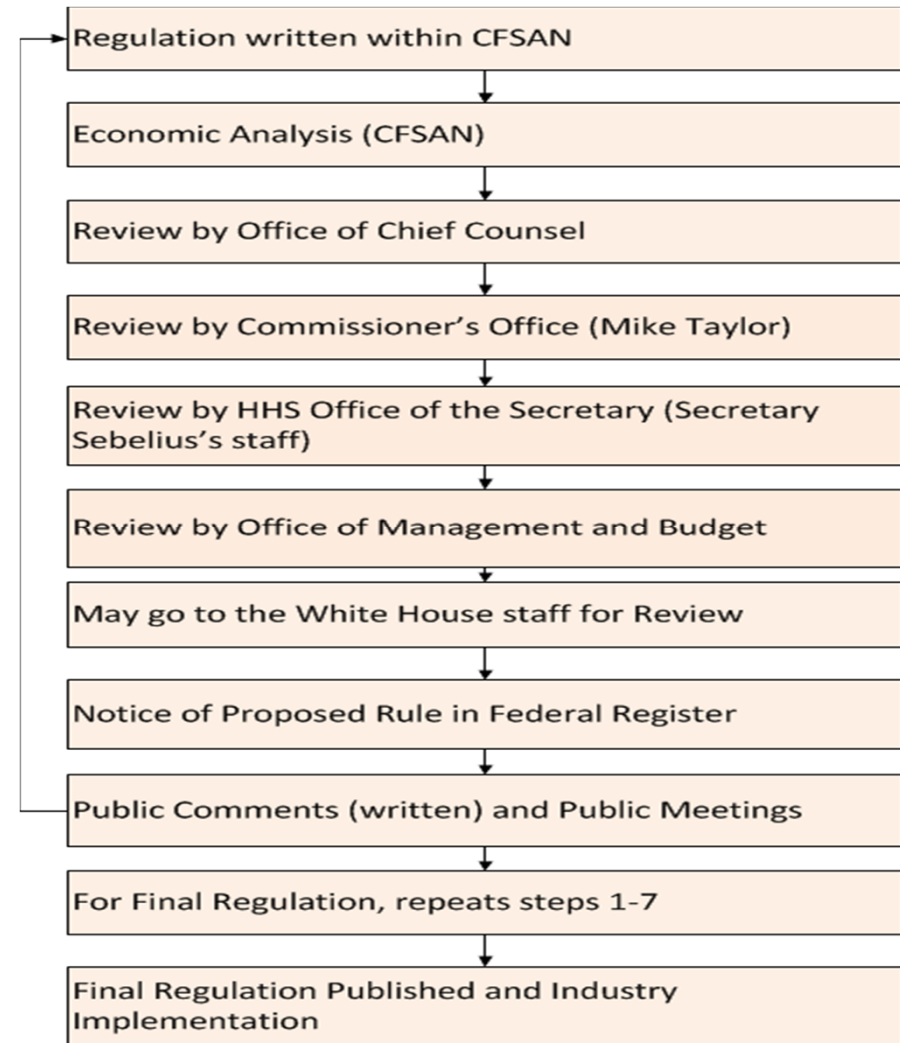 Regulation written within CFSAN
Economic Analysis (CFSAN)
Review by Office of Chief Counsel
Review by Commissioner’s Office (Mike Taylor)
Review by HHS Office of the Secretary (Secretary
Sebelius’s staff)
Review by Office of Management and Budget
May go to the White House staff for Review
Notice of Proposed Rule in Federal Register
Public Comments (written) and Public Meetings
For Final Regulation, repeats steps 1-7
Final Regulation Published and Industry
Implementation